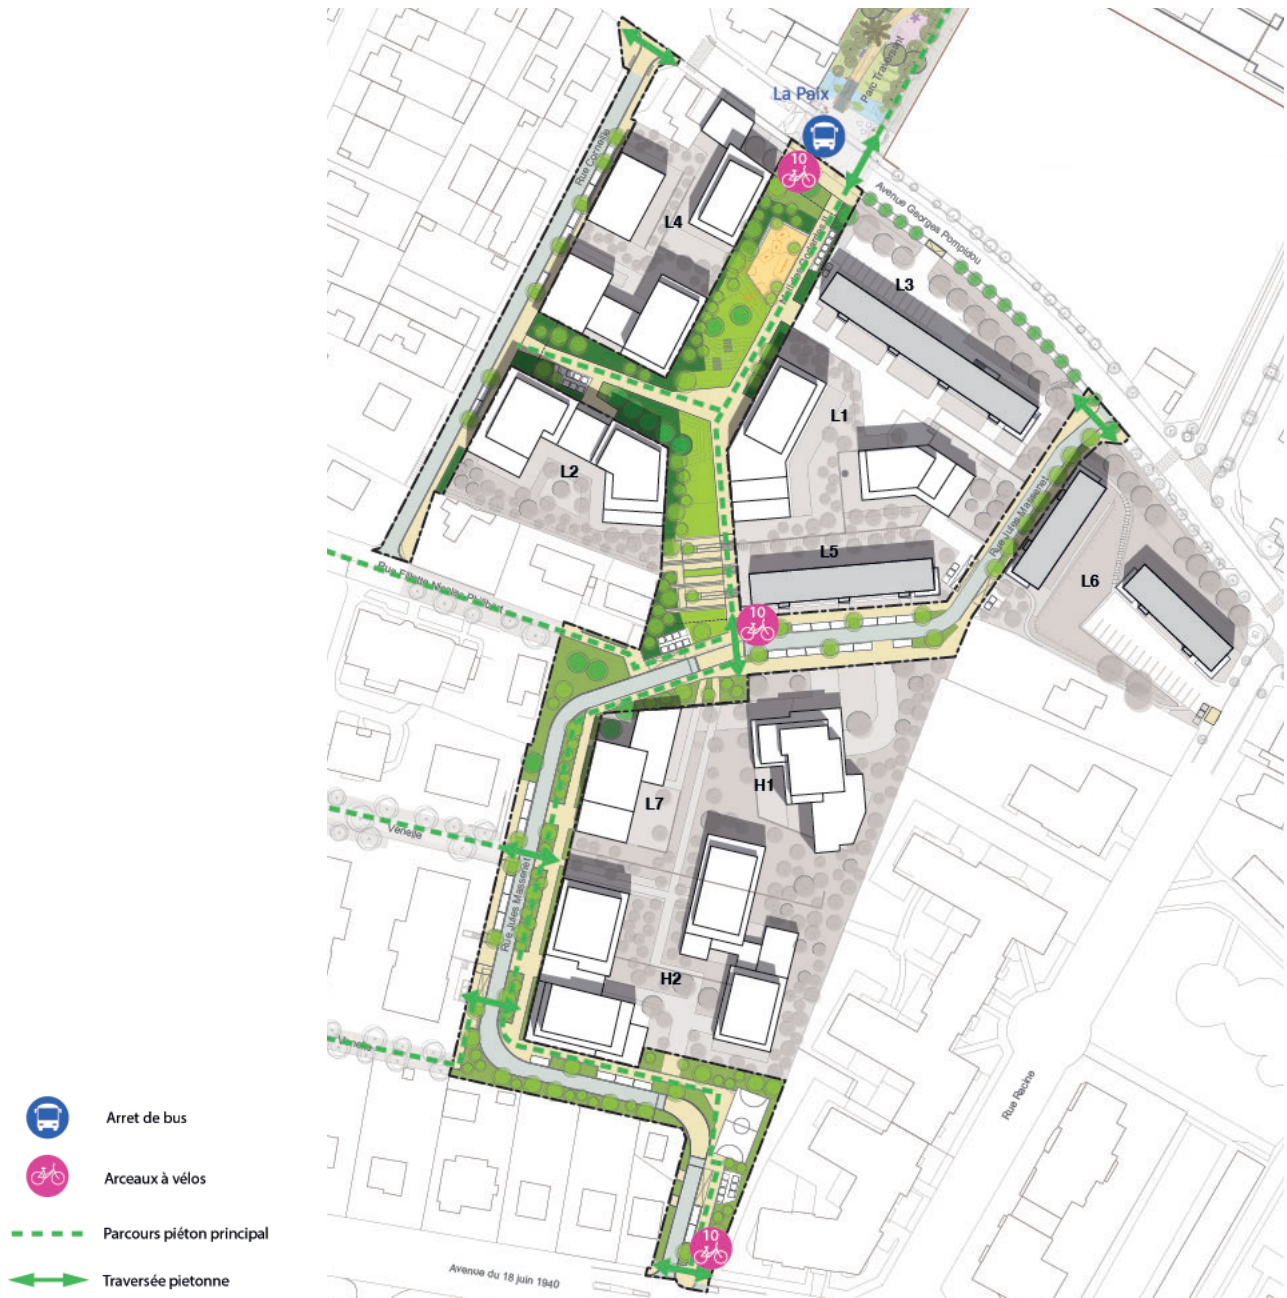 La Paix
Parc Traversant
10
Rue Corneille
Avenue Georges Pompidou
L4
L3
L1
L2
Rue Jules Massenet
L5
L6
Rue Fillette Nicolas Philibert
10
H1
L7
Venelle
Rue Jules Massenet
H2
Venelle
Rue Racine
Arret de bus
Arceaux à vélos
Parcours piéton principal
Traversée pietonne
10
Avenue du 18 juin 1940